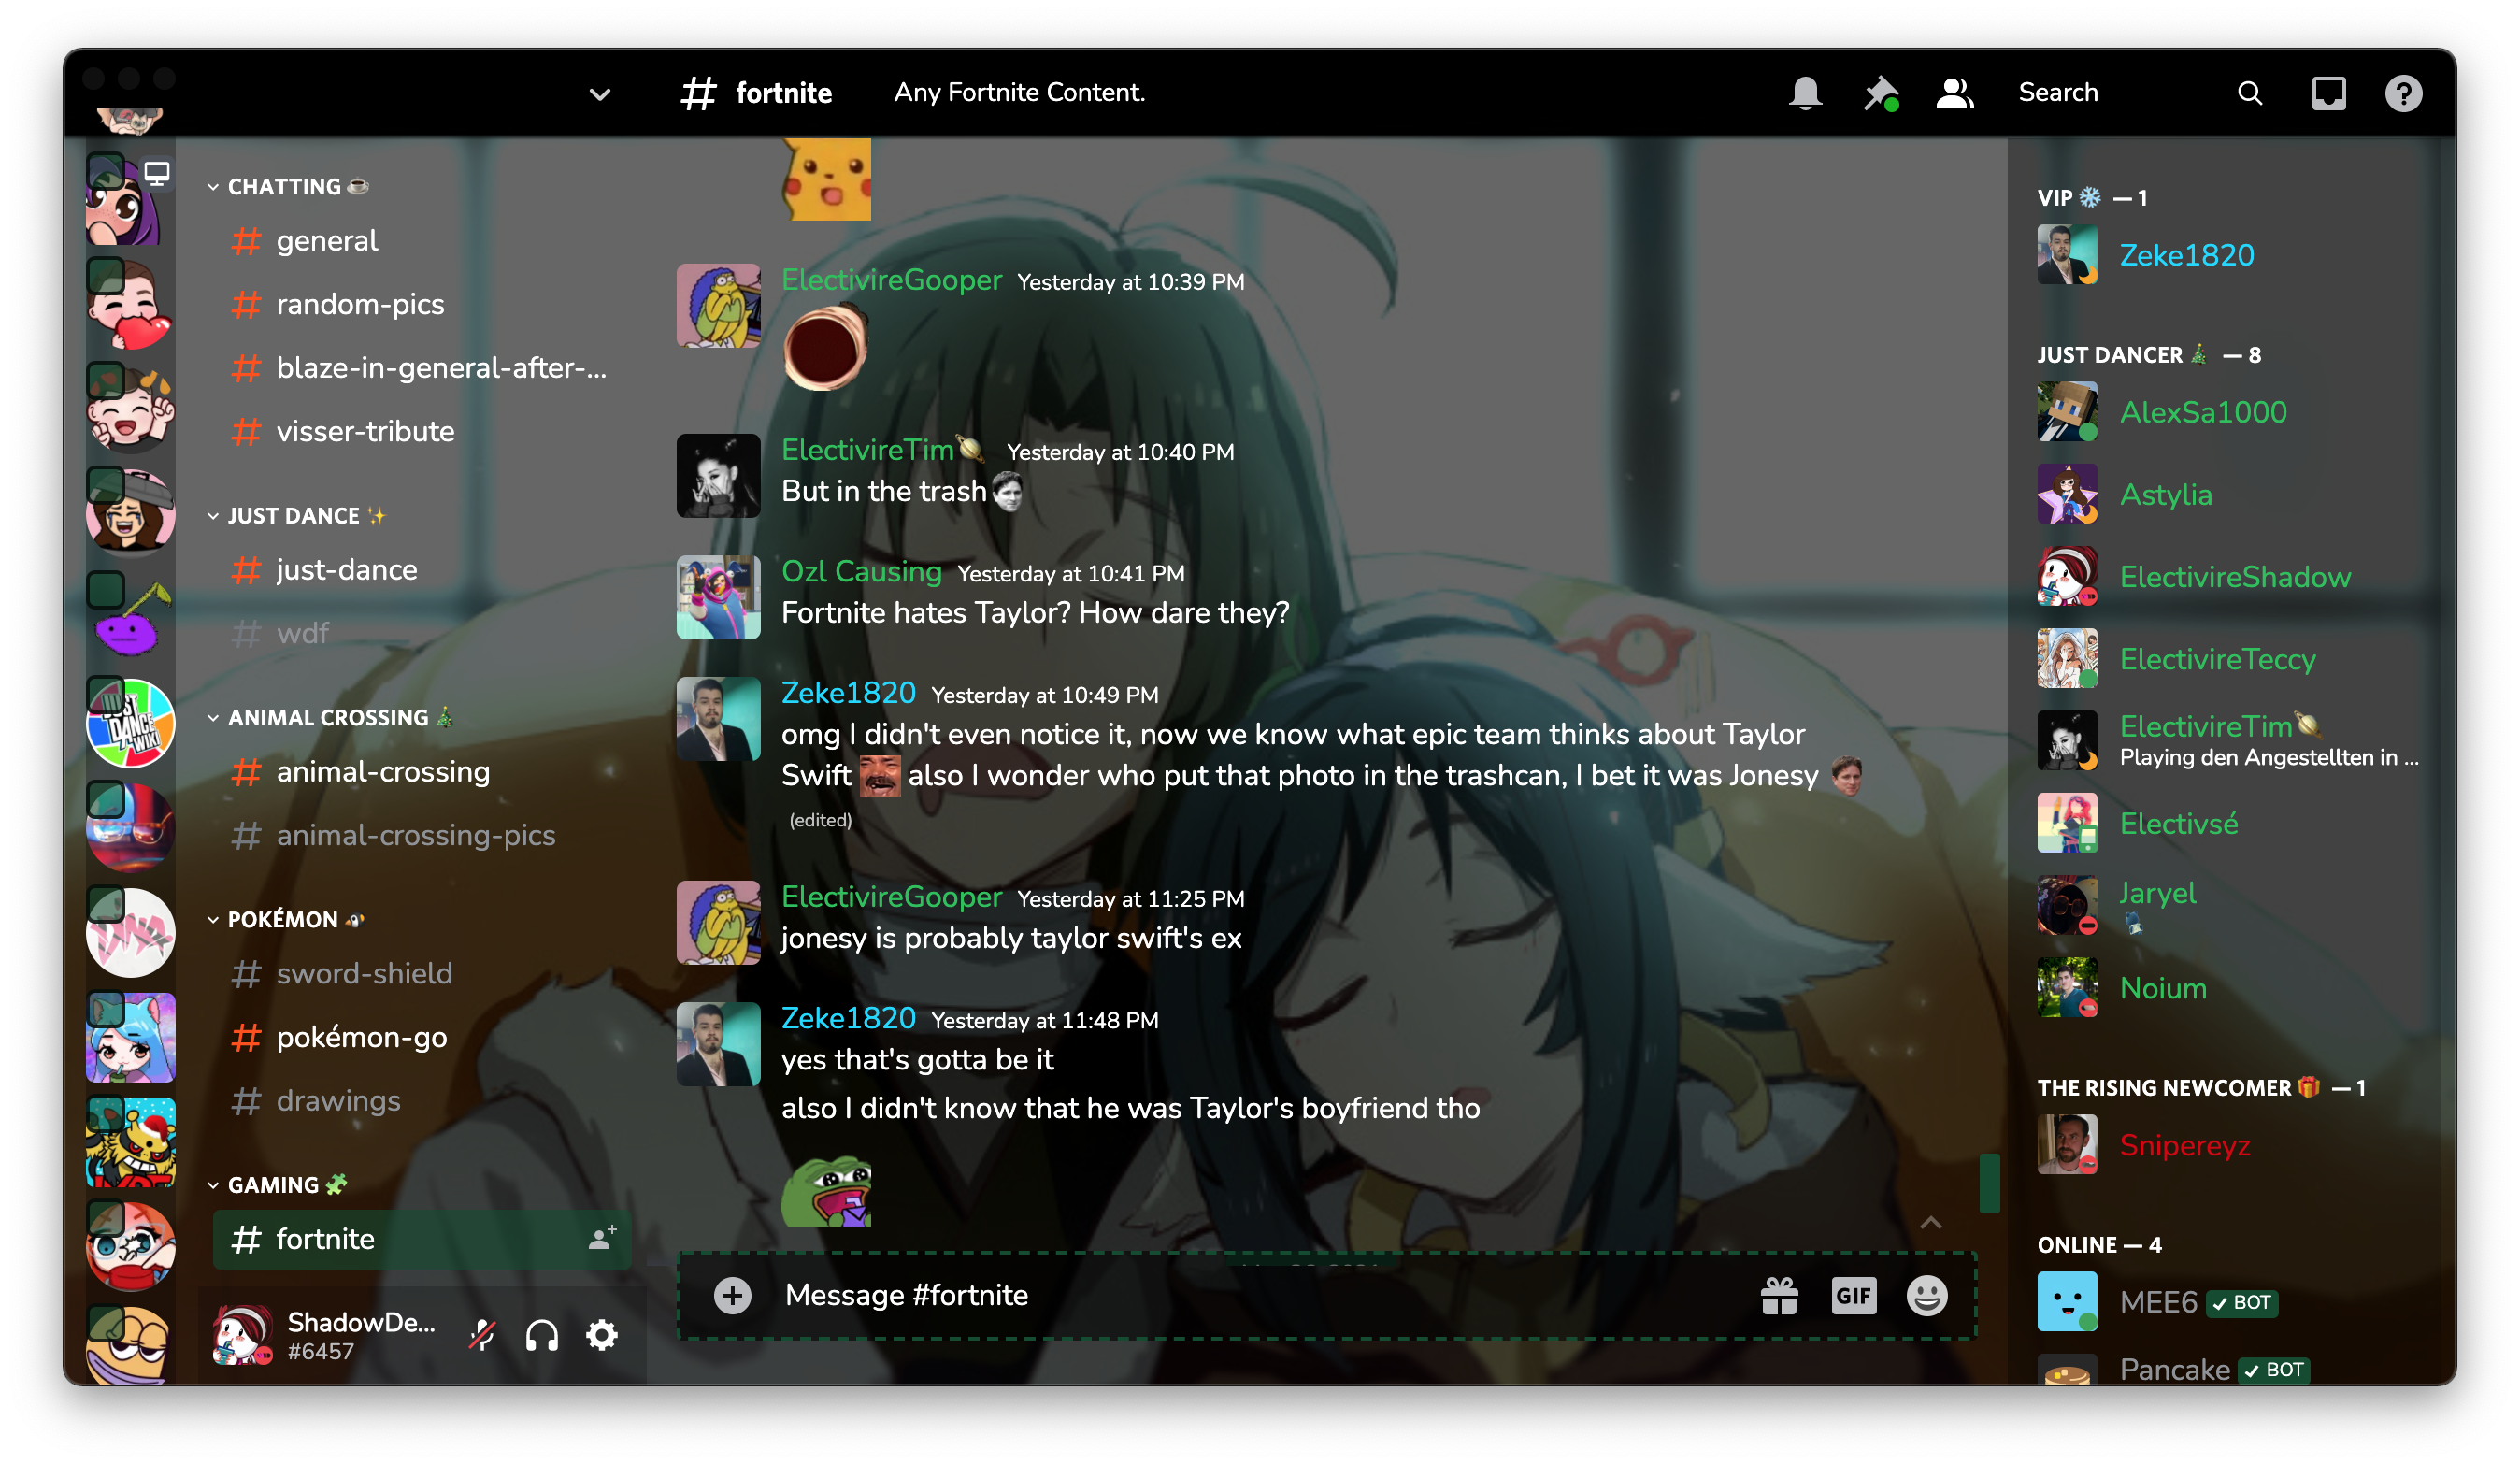 fortnite
Any Fortnite Content.
Search
CHATTING
general
random-pics
blaze-in-general-after-...
visser-tribute
JUST DANCE
just-dance
wdf
ANIMAL CROSSING
animal-crossing
animal-crossing-pics
POKÉMON
sword-shield
pokémon-go
drawings
GAMING
fortnite
ShadowDe...
#6457
JUST
DANCE
WIKI
ElectivireGooper Yesterday at 10:39 PM
ElectivireTim Yesterday at 10:40 PM
But in the trash
Ozl Causing Yesterday at 10:41 PM
Fortnite hates Taylor? How dare they?
Zeke1820 Yesterday at 10:49 PM
omg I didn't even notice it, now we know what epic team thinks about Taylor
Swift also I wonder who put that photo in the trashcan, I bet it was Jonesy
(edited)
ElectivireGooper Yesterday at 11:25 PM
jonesy is probably taylor swift's ex
Zeke1820 Yesterday at 11:48 PM
yes that's gotta be it
also I didn't know that he was Taylor's boyfriend tho
Message #fortnite
GIF
VIP — 1
Zeke1820
JUST DANCER — 8
AlexSa1000
Astylia
ElectivireShadow
ElectivireTeccy
ElectivireTim
Playing den Angestellten in ...
Electivsé
Jaryel
Noium
THE RISING NEWCOMER — 1
Snipereyz
ONLINE — 4
MEE6 ✓ BOT
Pancake ✓ BOT